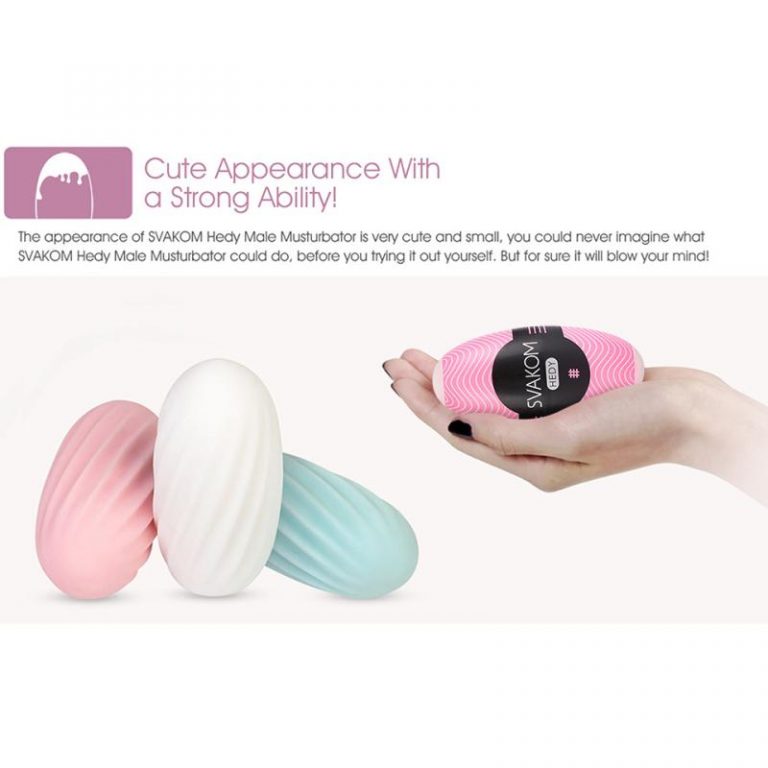 Cute Appearance With
a Strong Ability!
The appearance of SVAKOM Hedy Male Musturbator is very cute and small, you could never imagine what
SVAKOM Hedy Male Musturbator could do, before you trying it out yourself. But for sure it will blow your mind!
SVAKOM
HEDY